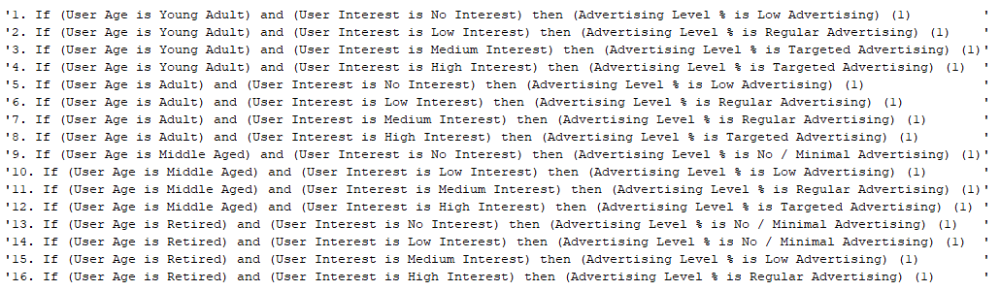 '1. If (User Age is Young Adult) and (User Interest is No Interest) then (Advertising Level % is Low Advertising) (1)          '
'2. If (User Age is Young Adult) and (User Interest is Low Interest) then (Advertising Level % is Regular Advertising) (1)     '
'3. If (User Age is Young Adult) and (User Interest is Medium Interest) then (Advertising Level % is Targeted Advertising) (1)'
'4. If (User Age is Young Adult) and (User Interest is High Interest) then (Advertising Level % is Targeted Advertising) (1)   '
'5. If (User Age is Adult) and (User Interest is No Interest) then (Advertising Level % is Low Advertising) (1)                '
'6. If (User Age is Adult) and (User Interest is Low Interest) then (Advertising Level % is Regular Advertising) (1)           '
'7. If (User Age is Adult) and (User Interest is Medium Interest) then (Advertising Level % is Regular Advertising) (1)        '
'8. If (User Age is Adult) and (User Interest is High Interest) then (Advertising Level % is Targeted Advertising) (1)         '
'9. If (User Age is Middle Aged) and (User Interest is No Interest) then (Advertising Level % is No / Minimal Advertising) (1)'
'10. If (User Age is Middle Aged) and (User Interest is Low Interest) then (Advertising Level % is Low Advertising) (1)        '
'11. If (User Age is Middle Aged) and (User Interest is Medium Interest) then (Advertising Level % is Regular Advertising) (1)'
'12. If (User Age is Middle Aged) and (User Interest is High Interest) then (Advertising Level % is Targeted Advertising) (1)  '
'13. If (User Age is Retired) and (User Interest is No Interest) then (Advertising Level % is No / Minimal Advertising) (1)    '
'14. If (User Age is Retired) and (User Interest is Low Interest) then (Advertising Level % is No / Minimal Advertising) (1)   '
'15. If (User Age is Retired) and (User Interest is Medium Interest) then (Advertising Level % is Low Advertising) (1)         '
'16. If (User Age is Retired) and (User Interest is High Interest) then (Advertising Level % is Regular Advertising) (1)       '